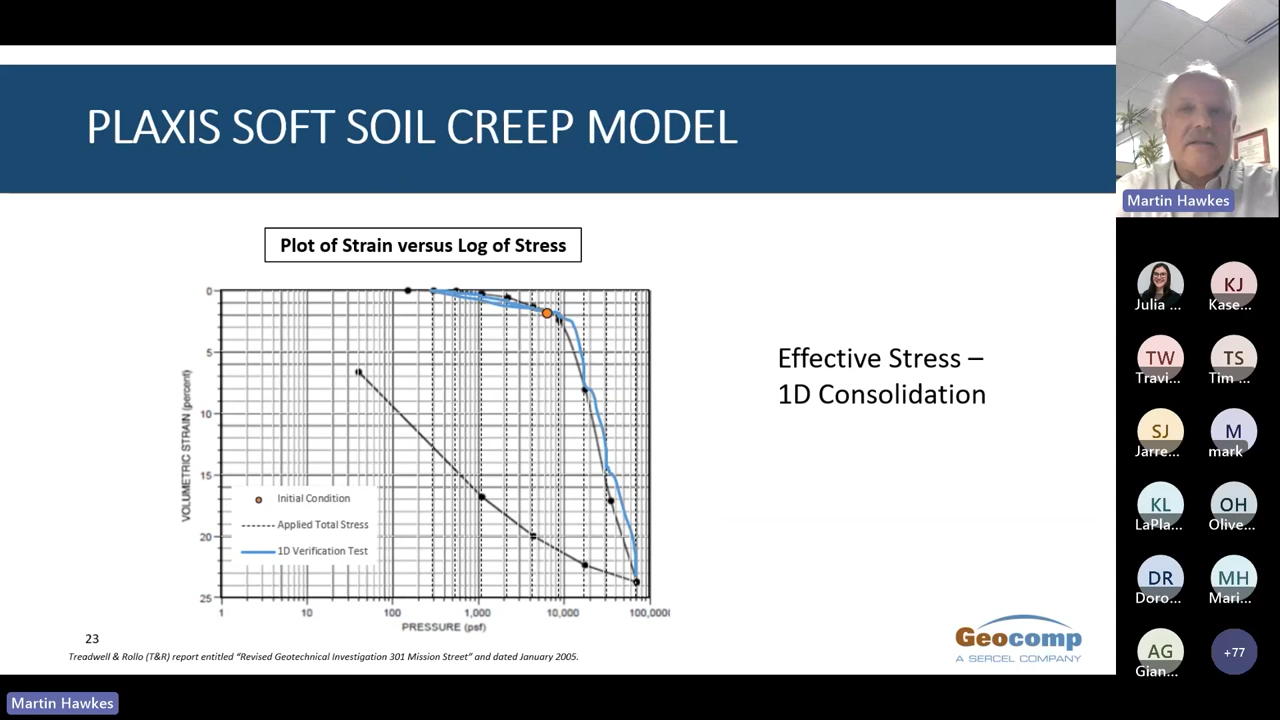 PLAXIS SOFT SOIL CREEP MODEL
Plot of Strain versus Log of Stress
VOLUMETRIC STRAIN (percent)
0
5
10
15
20
25
Initial Condition
Applied Total Stress
1D Verification Test
1 10 100 1,000 10,000 100,000
PRESSURE (psf)
Effective Stress –
1D Consolidation
23
Treadwell & Rollo (T&R) report entitled “Revised Geotechnical Investigation 301 Mission Street” and dated January 2005.
Geocomp
A SERCEL COMPANY
Martin Hawkes
Julia ...
KJ
Kase...
TW
Travi...
TS
Tim ...
SJ
Jarre...
M
mark
KL
LaPla...
OH
Olive...
DR
Doro...
MH
Mari...
AG
Gian...
+77
Martin Hawkes